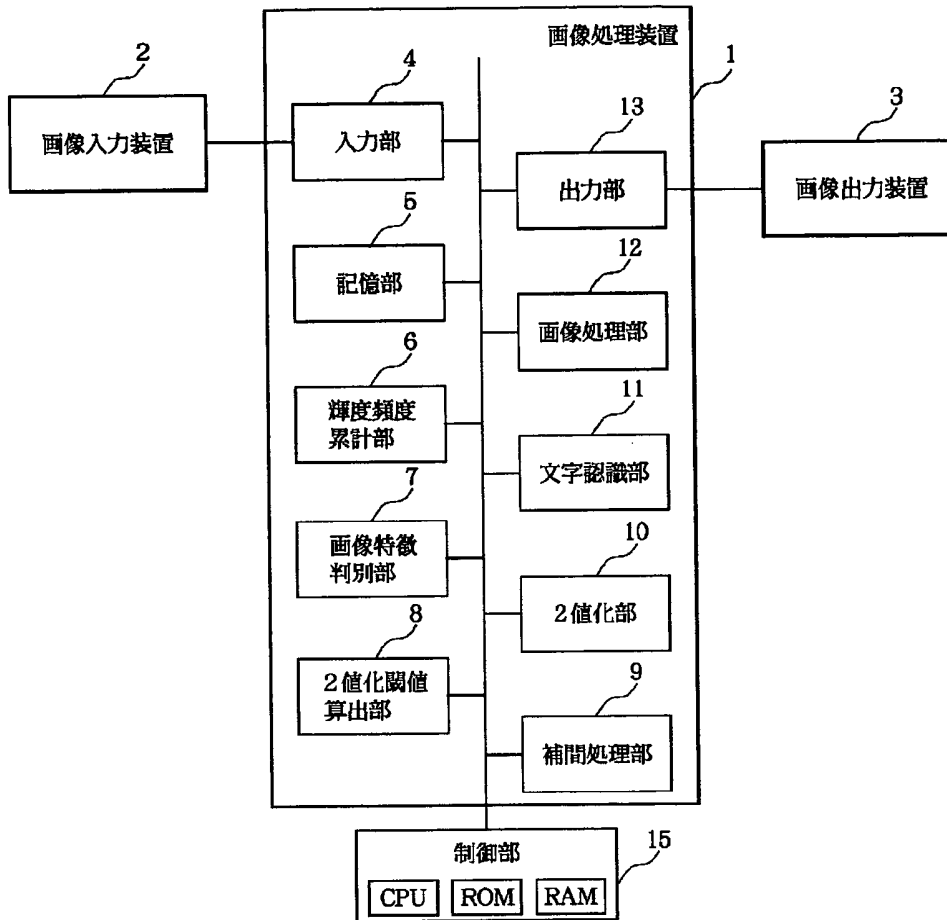 画像処理装置
1
2
画像入力装置
4
入力部
13
出力部
3
画像出力装置
5
記憶部
12
画像処理部
6
輝度頻度
累計部
11
文字認識部
7
画像特徴
判別部
10
2値化部
8
2値化閾値
算出部
9
補間処理部
制御部
15
CPU ROM RAM